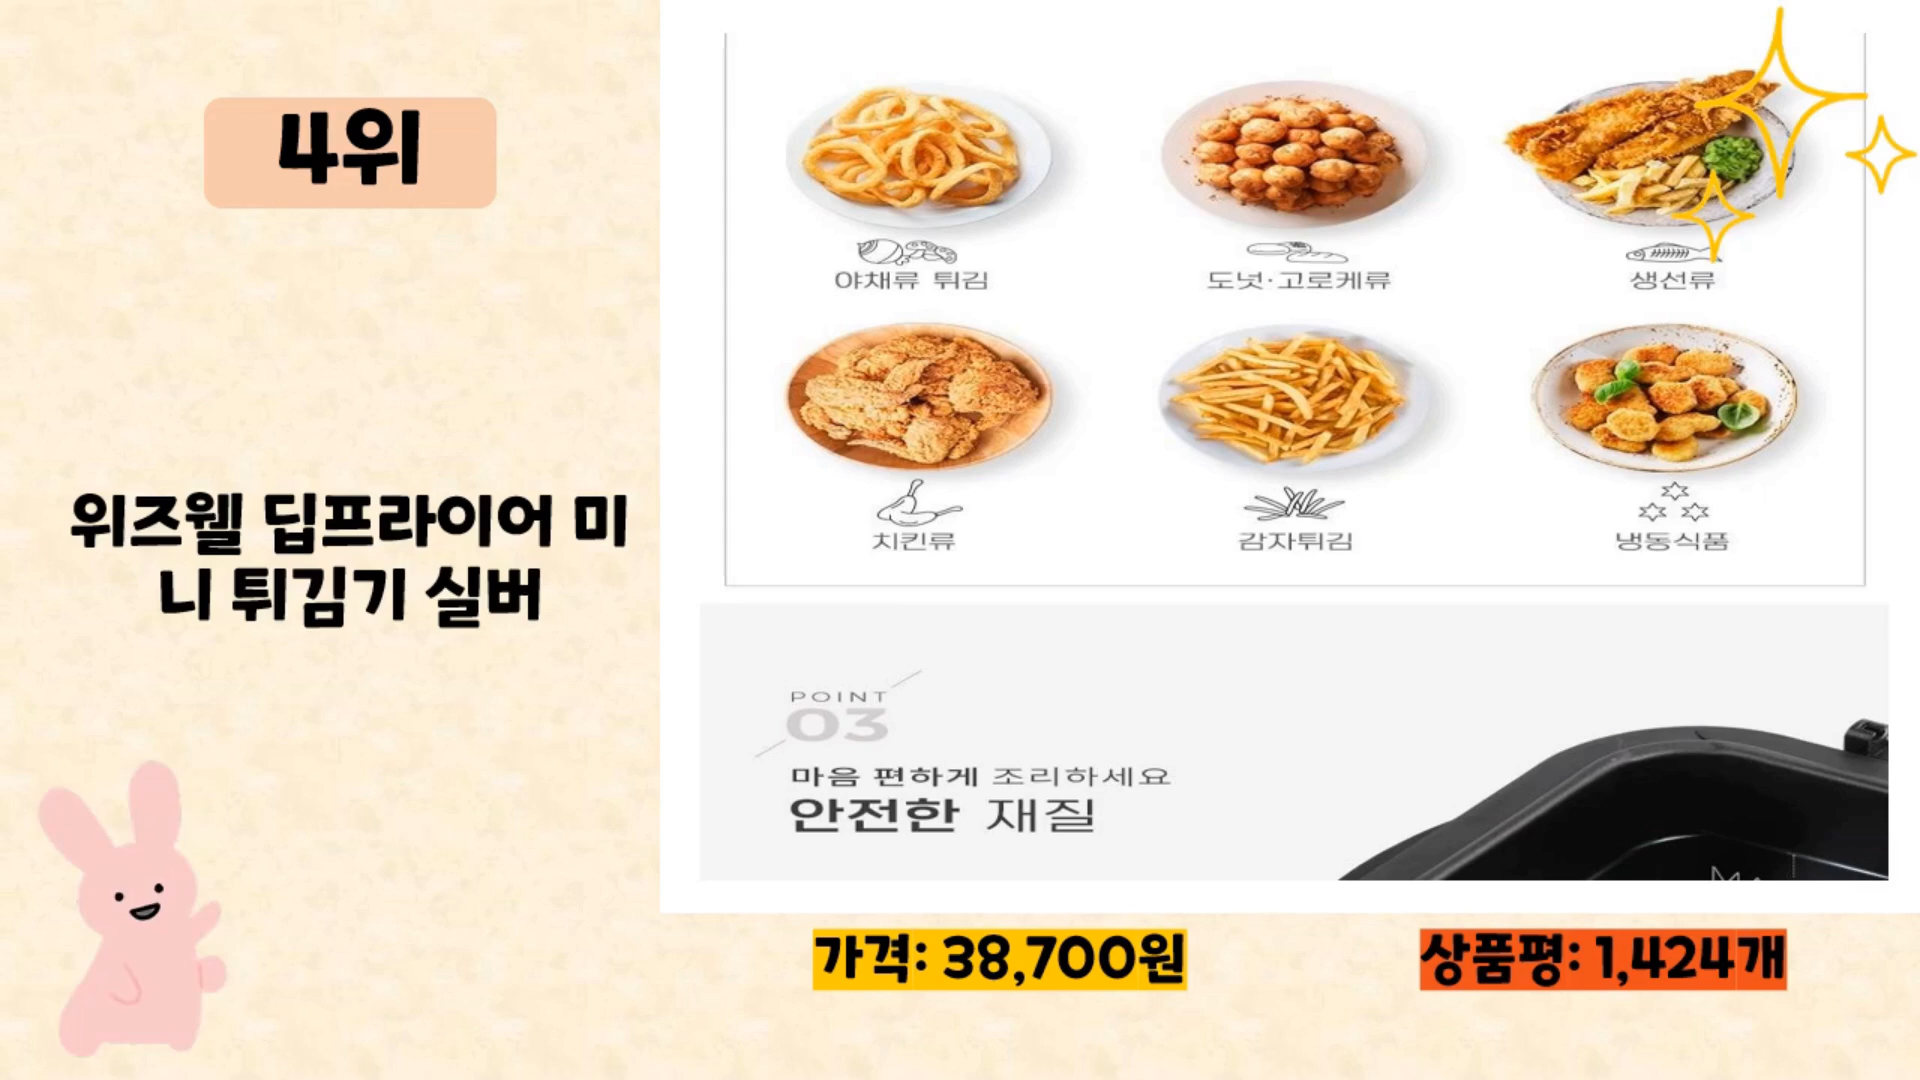 4위
위즈웰 딥프라이어 미
니 튀김기 실버
야채류 튀김
도넛·고로케류
생선류
치킨류
감자튀김
냉동식품
POINT
03
마음 편하게 조리하세요
안전한 재질
가격: 38,700원
상품평: 1,424개